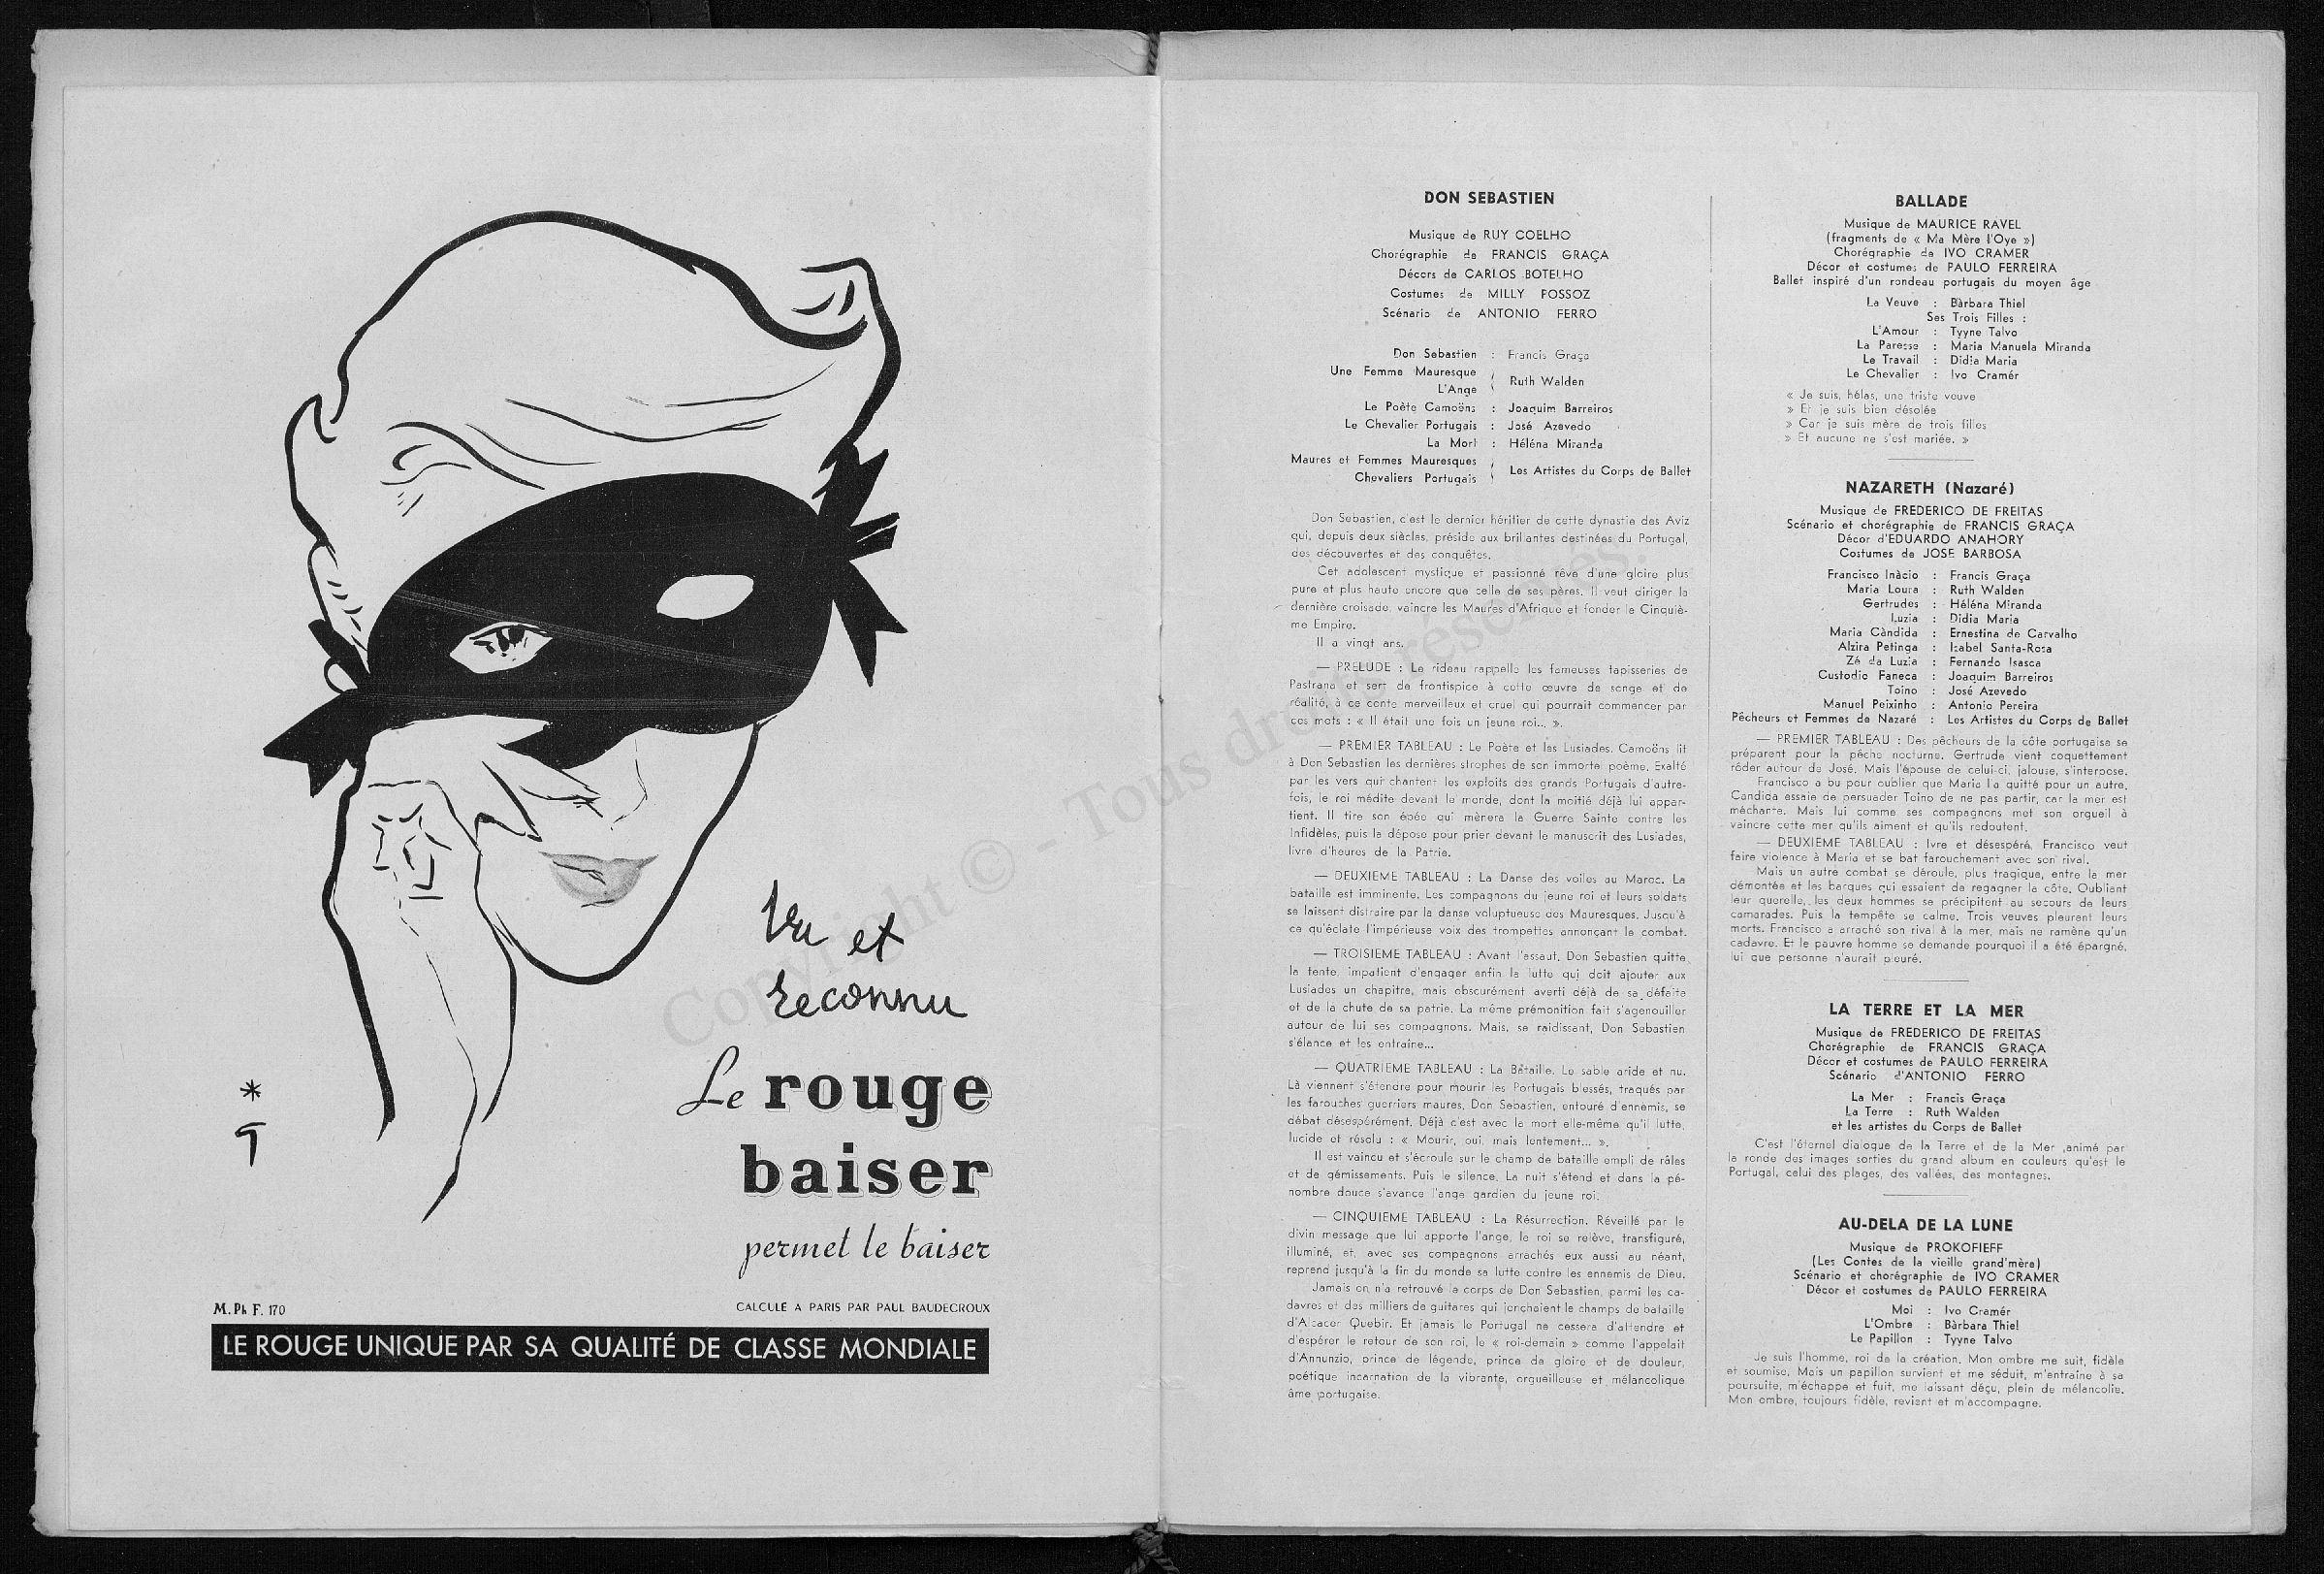 Vu et
reconnu
Le rouge
baiser
permet le baiser
* G
M. Ph F. 170
CALCULÉ A PARIS PAR PAUL BAUDECROUX
LE ROUGE UNIQUE PAR SA QUALITÉ DE CLASSE MONDIALE
DON SEBASTIEN
Musique de RUY COELHO
Chorégraphie de FRANCIS GRAÇA
Décors de CARLOS BOTELHO
Costumes de MILLY POSSOZ
Scénario de ANTONIO FERRO
Don Sebastien : Francis Graça
Une Femme Mauresque
L'Ange
Ruth Walden
Le Poète Camoëns : Joaquim Barreiros
Le Chevalier Portugais : José Azevedo
La Mort : Héléna Miranda
Maures et Femmes Mauresques
Chevaliers Portugais
Les Artistes du Corps de Ballet
Don Sebastien, c'est le dernier héritier de cette dynastie des Aviz
qui, depuis deux siècles, préside aux brillantes destinées du Portugal,
des découvertes et des conquêtes.
Cet adolescent mystique et passionné rêve d'une gloire plus
pure et plus haute encore que celle de ses pères. Il veut diriger la
dernière croisade, vaincre les Maures d'Afrique et fonder le Cinquiè-
me Empire.
Il a vingt ans.
— PRELUDE : Le rideau rappelle les fameuses tapisseries de
Pastrana et sert de frontispice à cette œuvre de songe et de
réalité, à ce conte merveilleux et cruel qui pourrait commencer par
ces mots : « Il était une fois un jeune roi... ».
— PREMIER TABLEAU : Le Poète et les Lusiades. Camoëns lit
à Don Sebastien les dernières strophes de son immortel poème. Exalté
par les vers qui chantent les exploits des grands Portugais d'autre-
fois, le roi médite devant le monde, dont la moitié déjà lui appar-
tient. Il tire son épée qui mènera la Guerre Sainte contre les
Infidèles, puis la dépose pour prier devant le manuscrit des Lusiades,
livre d'heures de la Patrie.
— DEUXIEME TABLEAU : La Danse des voiles au Maroc. La
bataille est imminente. Les compagnons du jeune roi et leurs soldats
se laissent distraire par la danse voluptueuse des Mauresques. Jusqu'à
ce qu'éclate l'impérieuse voix des trompettes annonçant le combat.
— TROISIEME TABLEAU : Avant l'assaut. Don Sebastien quitte
la tente, impatient d'engager enfin la lutte qui doit ajouter aux
Lusiades un chapitre, mais obscurément averti déjà de sa défaite
et de la chute de sa patrie. La même prémonition fait s'agenouiller
autour de lui ses compagnons. Mais, se raidissant, Don Sebastien
s'élance et les entraîne...
— QUATRIEME TABLEAU : La Bataille. Le sable aride et nu.
Là viennent s'étendre pour mourir les Portugais blessés, traqués par
les farouches guerriers maures. Don Sebastien, entouré d'ennemis, se
débat désespérément. Déjà c'est avec la mort elle-même qu'il lutte,
lucide et résolu : « Mourir, oui, mais lentement... ».
Il est vaincu et s'écroule sur le champ de bataille empli de râles
et de gémissements. Puis le silence. La nuit s'étend et dans la pé-
nombre douce s'avance l'ange gardien du jeune roi.
— CINQUIEME TABLEAU : La Résurrection. Réveillé par le
divin message que lui apporte l'ange, le roi se relève, transfiguré,
illuminé, et, avec ses compagnons arrachés eux aussi au néant,
reprend jusqu'à la fin du monde sa lutte contre les ennemis de Dieu.
Jamais on n'a retrouvé le corps de Don Sebastien, parmi les ca-
davres et des milliers de guitares qui jonchaient le champs de bataille
d'Alcacer Quebir. Et jamais le Portugal ne cessera d'attendre et
d'espérer le retour de son roi, le « roi-demain » comme l'appelait
d'Annunzio, prince de légende, prince de gloire et de douleur,
poétique incarnation de la vibrante, orgueilleuse et mélancolique
âme portugaise.
BALLADE
Musique de MAURICE RAVEL
(fragments de « Ma Mère l'Oye »)
Chorégraphie de IVO CRAMER
Décor et costumes de PAULO FERREIRA
Ballet inspiré d'un rondeau portugais du moyen âge
La Veuve : Bàrbara Thiel
Ses Trois Filles :
L'Amour : Tyyne Talvo
La Paresse : Maria Manuela Miranda
Le Travail : Didia Maria
Le Chevalier : Ivo Cramér
« Je suis, hélas, une triste veuve
» Et je suis bien désolée
» Car je suis mère de trois filles
» Et aucune ne s'est mariée. »
NAZARETH (Nazaré)
Musique de FREDERICO DE FREITAS
Scénario et chorégraphie de FRANCIS GRAÇA
Décor d'EDUARDO ANAHORY
Costumes de JOSE BARBOSA
Francisco Inàcio : Francis Graça
Maria Loura : Ruth Walden
Gertrudes : Héléna Miranda
Luzia : Didia Maria
Maria Càndida : Ernestina de Carvalho
Alzira Petinga : Izabel Santa-Rosa
Zé da Luzia : Fernando Isasca
Custodio Faneca : Joaquim Barreiros
Toino : José Azevedo
Manuel Peixinho : Antonio Pereira
Pêcheurs et Femmes de Nazaré : Les Artistes du Corps de Ballet
— PREMIER TABLEAU : Des pêcheurs de la côte portugaise se
préparent pour la pêche nocturne. Gertrude vient coquettement
rôder autour de José. Mais l'épouse de celui-ci, jalouse, s'interpose.
Francisco a bu pour oublier que Maria l'a quitté pour un autre.
Candida essaie de persuader Toino de ne pas partir, car la mer est
méchante. Mais lui comme ses compagnons met son orgueil à
vaincre cette mer qu'ils aiment et qu'ils redoutent.
— DEUXIEME TABLEAU : Ivre et désespéré, Francisco veut
faire violence à Maria et se bat farouchement avec son rival.
Mais un autre combat se déroule, plus tragique, entre la mer
démontée et les barques qui essaient de regagner la côte. Oubliant
leur querelle, les deux hommes se précipitent au secours de leurs
camarades. Puis la tempête se calme. Trois veuves pleurent leurs
morts. Francisco a arraché son rival à la mer, mais ne ramène qu'un
cadavre. Et le pauvre homme se demande pourquoi il a été épargné,
lui que personne n'aurait pleuré.
LA TERRE ET LA MER
Musique de FREDERICO DE FREITAS
Chorégraphie de FRANCIS GRAÇA
Décor et costumes de PAULO FERREIRA
Scénario d'ANTONIO FERRO
La Mer : Francis Graça
La Terre : Ruth Walden
et les artistes du Corps de Ballet
C'est l'éternel dialogue de la Terre et de la Mer ,animé par
la ronde des images sorties du grand album en couleurs qu'est le
Portugal, celui des plages, des vallées, des montagnes.
AU-DELA DE LA LUNE
Musique de PROKOFIEFF
(Les Contes de la vieille grand'mère)
Scénario et chorégraphie de IVO CRAMER
Décor et costumes de PAULO FERREIRA
Moi : Ivo Cramér
L'Ombre : Bàrbara Thiel
Le Papillon : Tyyne Talvo
Je suis l'homme, roi de la création. Mon ombre me suit, fidèle
et soumise. Mais un papillon survient et me séduit, m'entraîne à sa
poursuite, m'échappe et fuit, me laissant déçu, plein de mélancolie.
Mon ombre, toujours fidèle, revient et m'accompagne.
Copyright © - Tous droits réservés.